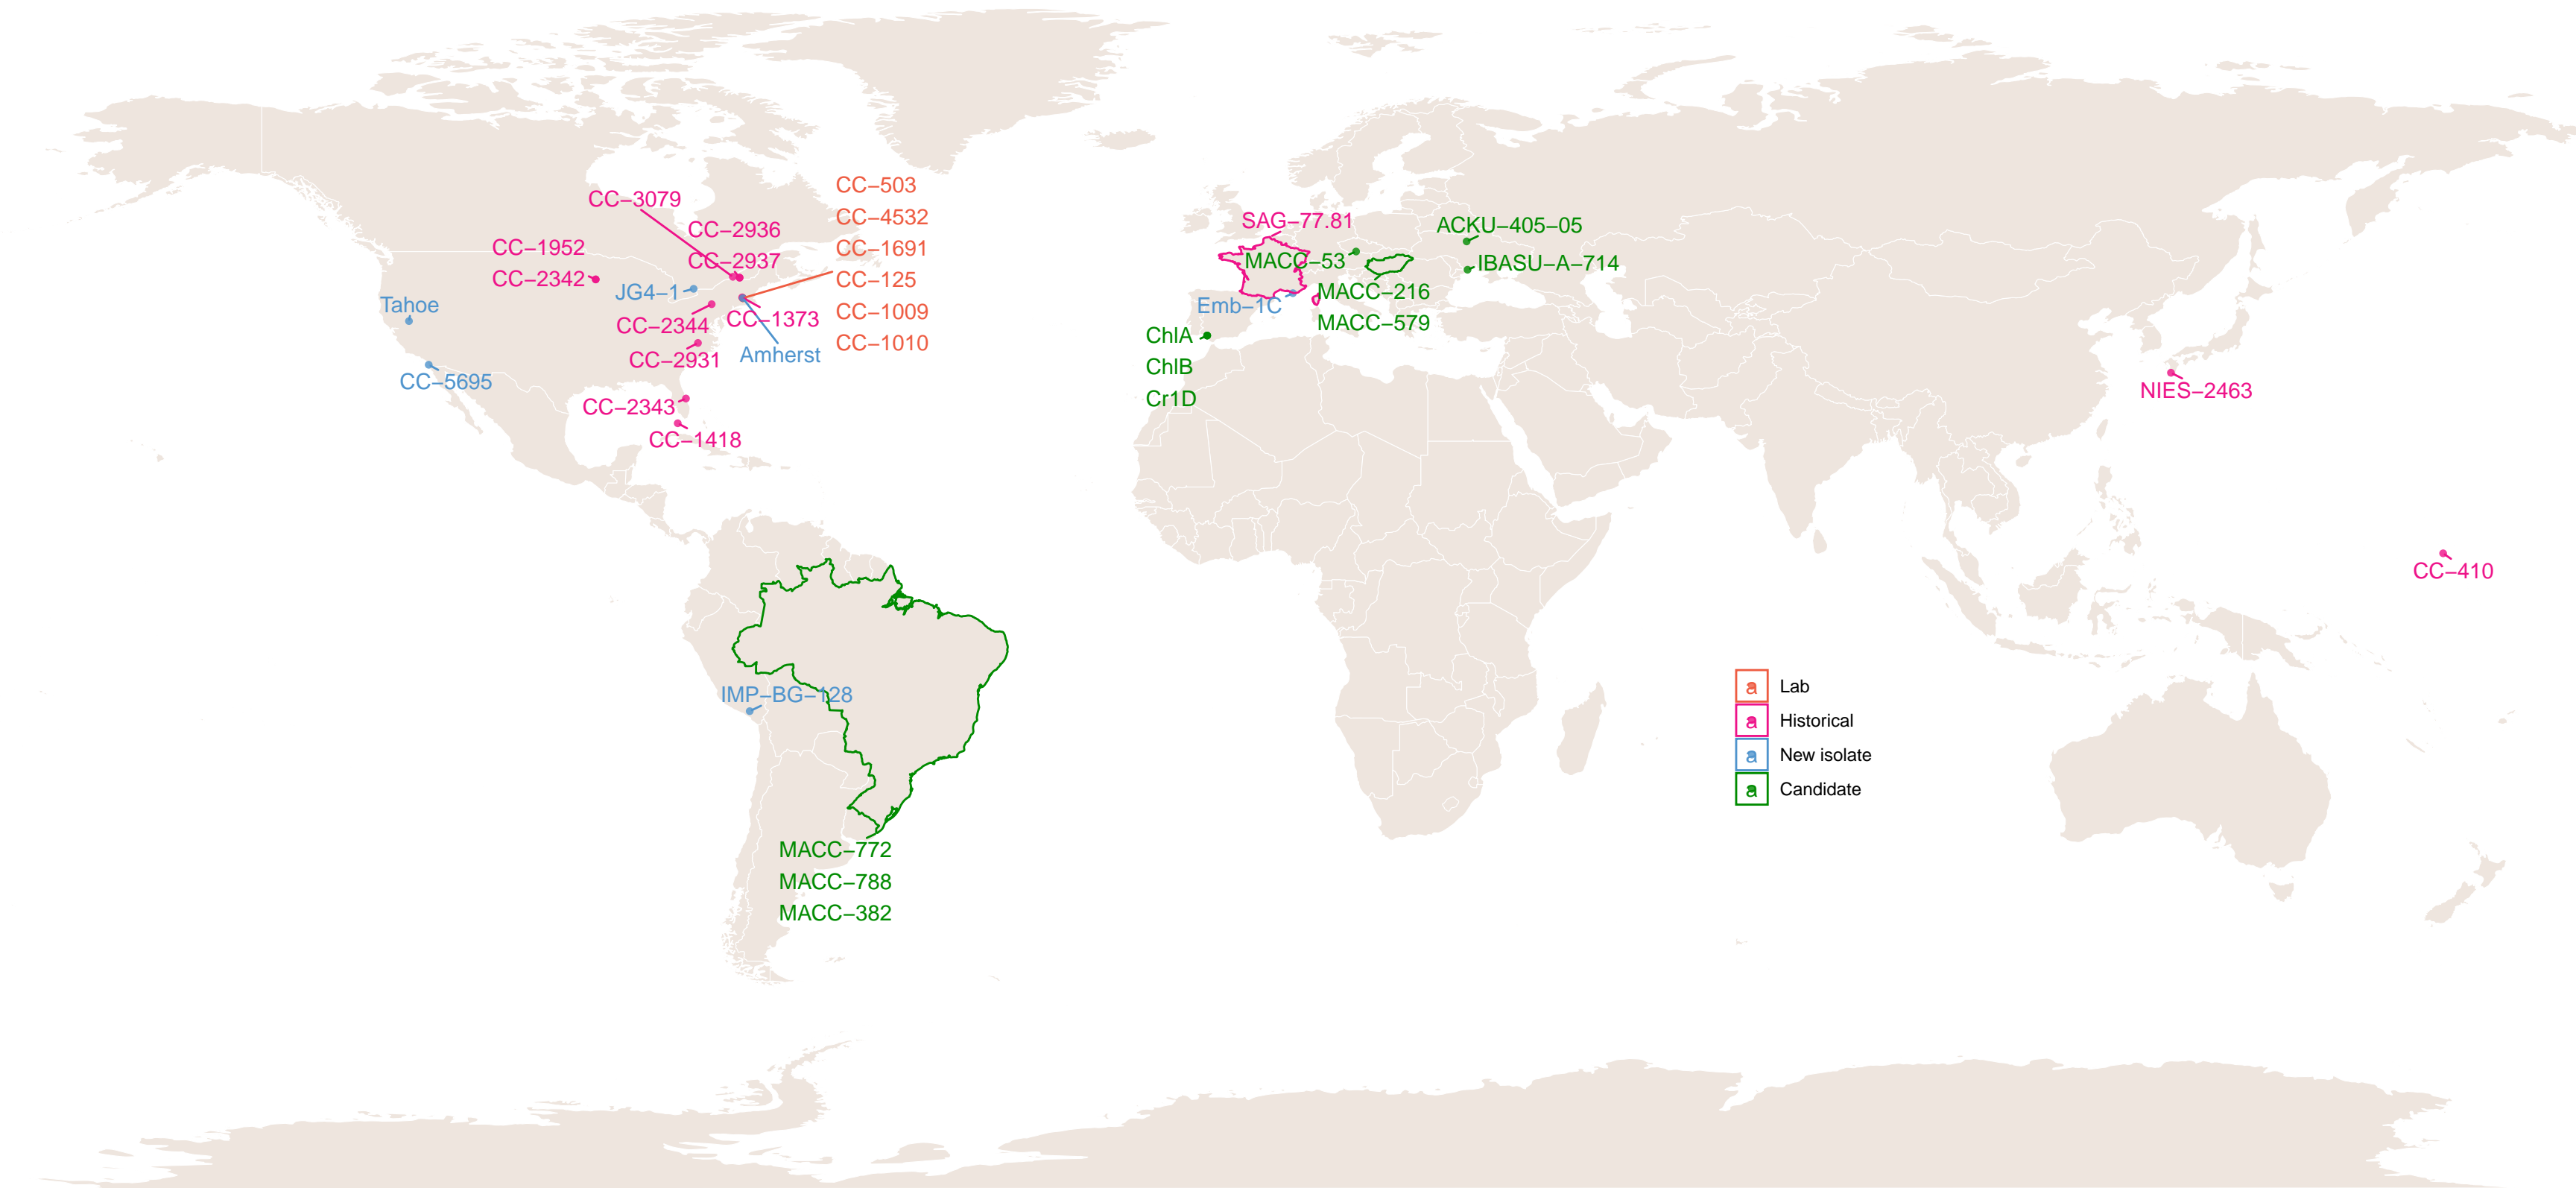 CC−503
CC−4532
CC−1691
CC−125
CC−1009
CC−1010
CC−3079
CC−2936
CC−2937
CC−1952
CC−2342
JG4−1
Tahoe
CC−2344
CC−1373
CC−2931
Amherst
CC−5695
CC−2343
CC−1418
SAG−77.81
ACKU−405−05
MACC−53
IBASU−A−714
Emb−1C
MACC−216
MACC−579
ChlA
ChlB
Cr1D
NIES−2463
CC−410
IMP−BG−128
MACC−772
MACC−788
MACC−382
a Lab
a Historical
a New isolate
a Candidate